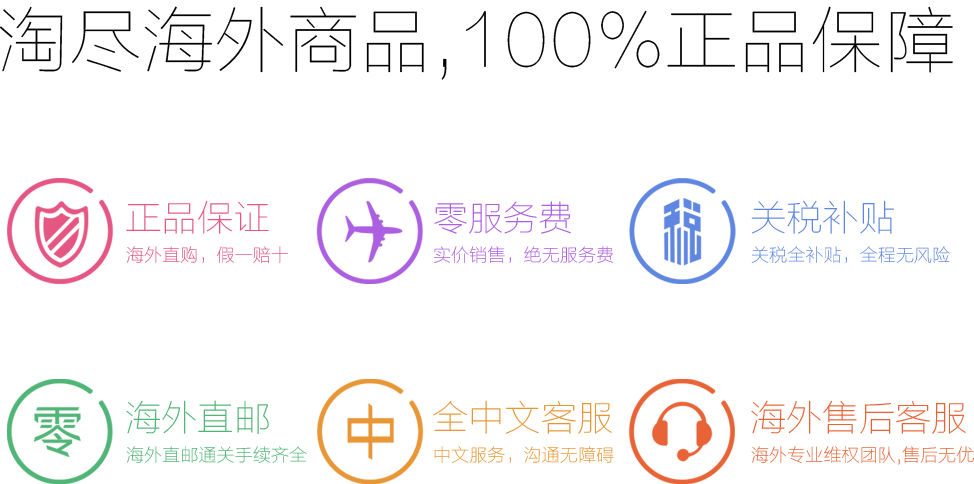 淘尽海外商品,100%正品保障
正品保证
海外直购，假一赔十
零服务费
实价销售，绝无服务费
税
关税补贴
关税全补贴，全程无风险
零
海外直邮
海外直邮通关手续齐全
中
全中文客服
中文服务，沟通无障碍
海外售后客服
海外专业维权团队,售后无优